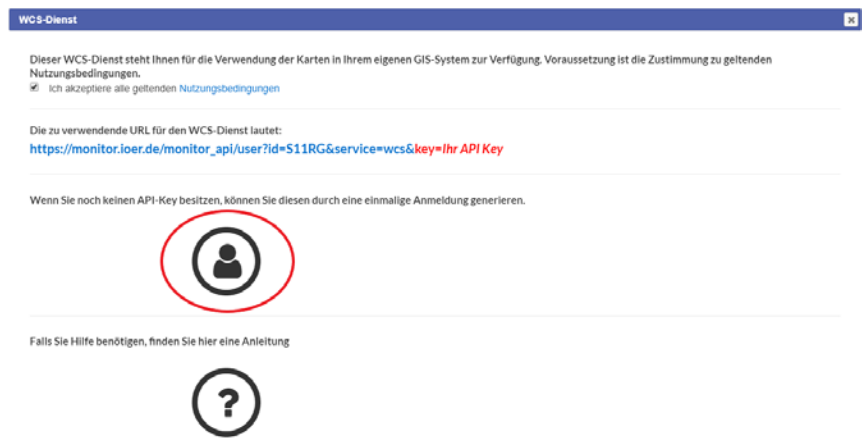 WCS-Dienst
Dieser WCS-Dienst steht Ihnen für die Verwendung der Karten in Ihrem eigenen GIS-System zur Verfügung. Voraussetzung ist die Zustimmung zu geltenden
Nutzungsbedingungen.
Ich akzeptiere alle geltenden Nutzungsbedingungen
Die zu verwendende URL für den WCS-Dienst lautet:
https://monitor.ioer.de/monitor_api/user?id=S11RG&service=wcs&key=Ihr API Key
Wenn Sie noch keinen API-Key besitzen, können Sie diesen durch eine einmalige Anmeldung generieren.
Falls Sie Hilfe benötigen, finden Sie hier eine Anleitung
?